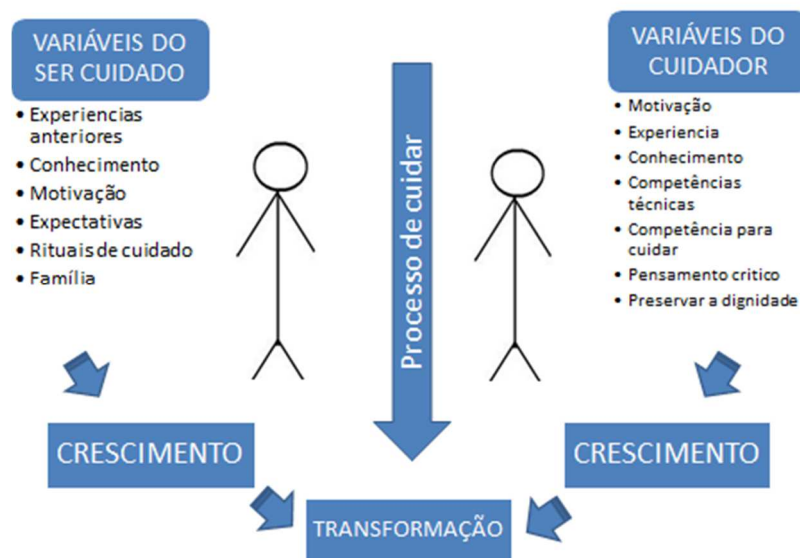 VARIÁVEIS DO
SER CUIDADO
• Experiencias
anteriores
• Conhecimento
• Motivação
• Expectativas
• Rituais de cuidado
• Família
CRESCIMENTO
Processo de cuidar
VARIÁVEIS DO
CUIDADOR
• Motivação
• Experiencia
• Conhecimento
• Competências
técnicas
• Competência para
cuidar
• Pensamento critico
• Preservar a dignidade
CRESCIMENTO
TRANSFORMAÇÃO